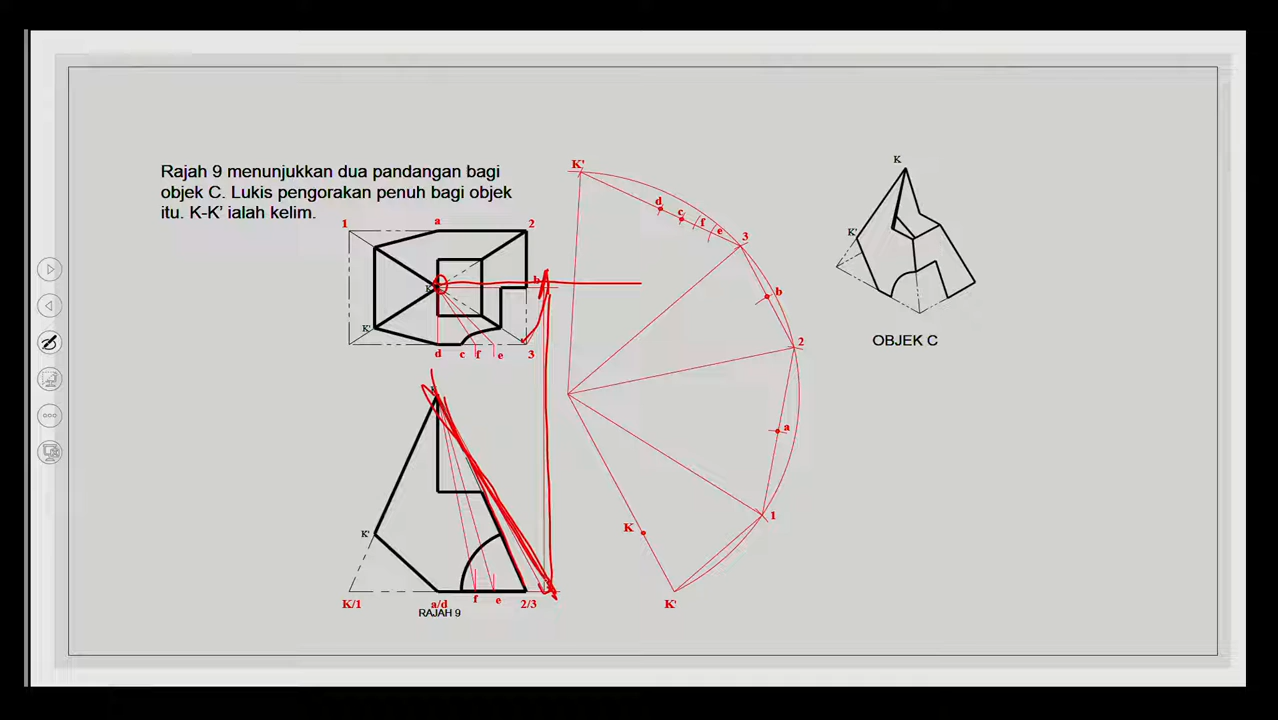 Rajah 9 menunjukkan dua pandangan bagi
objek C. Lukis pengorakan penuh bagi objek
itu. K-K' ialah kelim.
1 a 2
K b
K'
d c f e 3
K
K'
K/1 a/d f e 2/3
RAJAH 9
K'
d c f e 3
b
2
a
K 1
K'
K
K'
OBJEK C